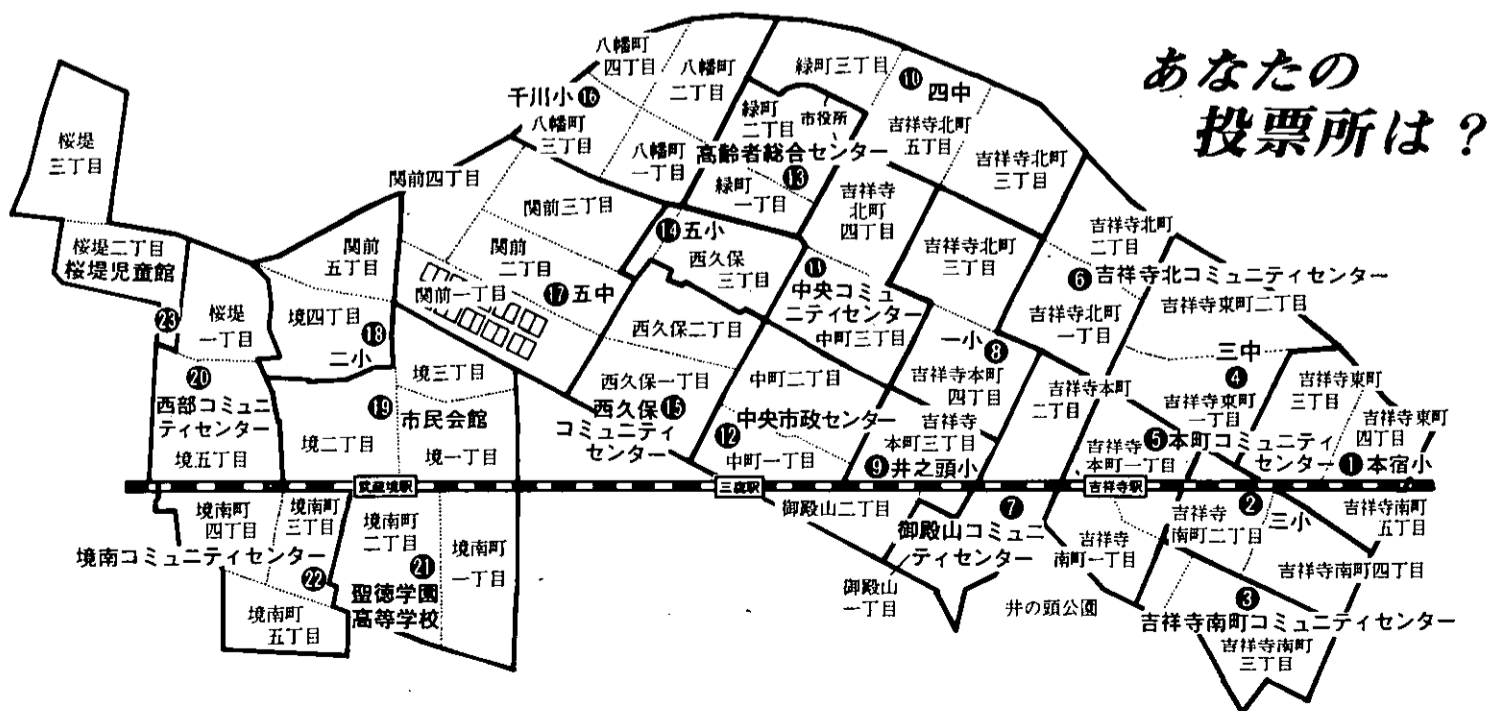 あなたの
投票所は？
八幡町
四丁目
八幡町
二丁目
緑町三丁目
⑩
四中
千川小⑯
八幡町
三丁目
八幡町
一丁目
緑町
二丁目
市役所
高齢者総合センター
⑬
緑町
一丁目
吉祥寺北町
五丁目
吉祥寺北町
三丁目
吉祥寺
北町
四丁目
吉祥寺北町
三丁目
吉祥寺北町
二丁目
⑥吉祥寺北コミュニティセンター
吉祥寺東町二丁目
吉祥寺北町
一丁目
桜堤
三丁目
桜堤二丁目
桜堤児童館
㉓
桜堤
一丁目
関前四丁目
関前三丁目
関前
五丁目
関前
二丁目
関前一丁目
⑰五中
⑭五小
西久保
三丁目
⑪
中央コミュ
ニティセンター
中町三丁目
境四丁目
⑱
二小
西久保二丁目
一小⑧
三中
④
⑳
西部コミュニ
ティセンター
境五丁目
境三丁目
⑲市民会館
境二丁目
境一丁目
西久保一丁目
西久保⑮
コミュニティ
センター
中町二丁目
⑫中央市政センター
中町一丁目
吉祥寺本町
四丁目
吉祥寺
本町三丁目
⑨井之頭小
吉祥寺本町
二丁目
吉祥寺東町
一丁目
吉祥寺東町
三丁目
吉祥寺東町
四丁目
吉祥寺
本町一丁目
⑤本町コミュニティ
センター
①本宿小
武蔵境駅
三鷹駅
吉祥寺駅
境南町
四丁目
境南町
三丁目
境南町
二丁目
境南町
一丁目
境南コミュニティセンター
㉒
㉑
聖徳学園
高等学校
境南町
五丁目
御殿山二丁目
⑦
御殿山コミュニ
ティセンター
御殿山
一丁目
井の頭公園
吉祥寺
南町一丁目
吉祥寺
南町二丁目
②
三小
吉祥寺南町
五丁目
吉祥寺南町四丁目
③
吉祥寺南町コミュニティセンター
吉祥寺南町
三丁目